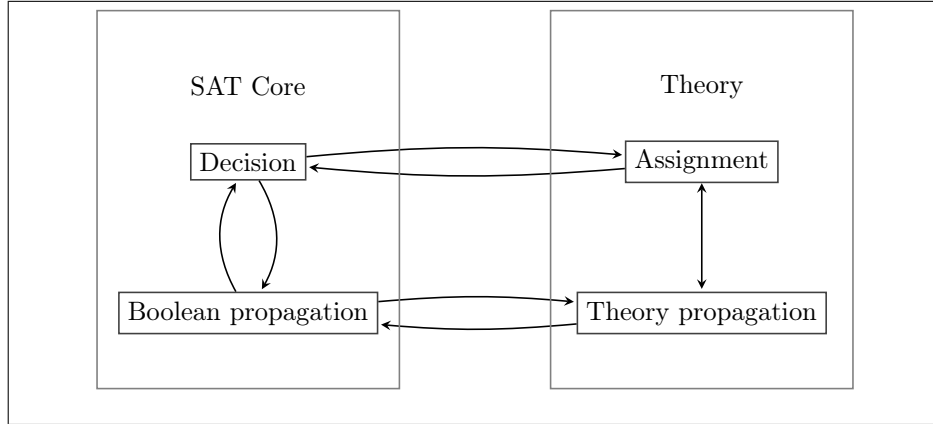 SAT Core
Theory
Decision
Assignment
Boolean propagation
Theory propagation